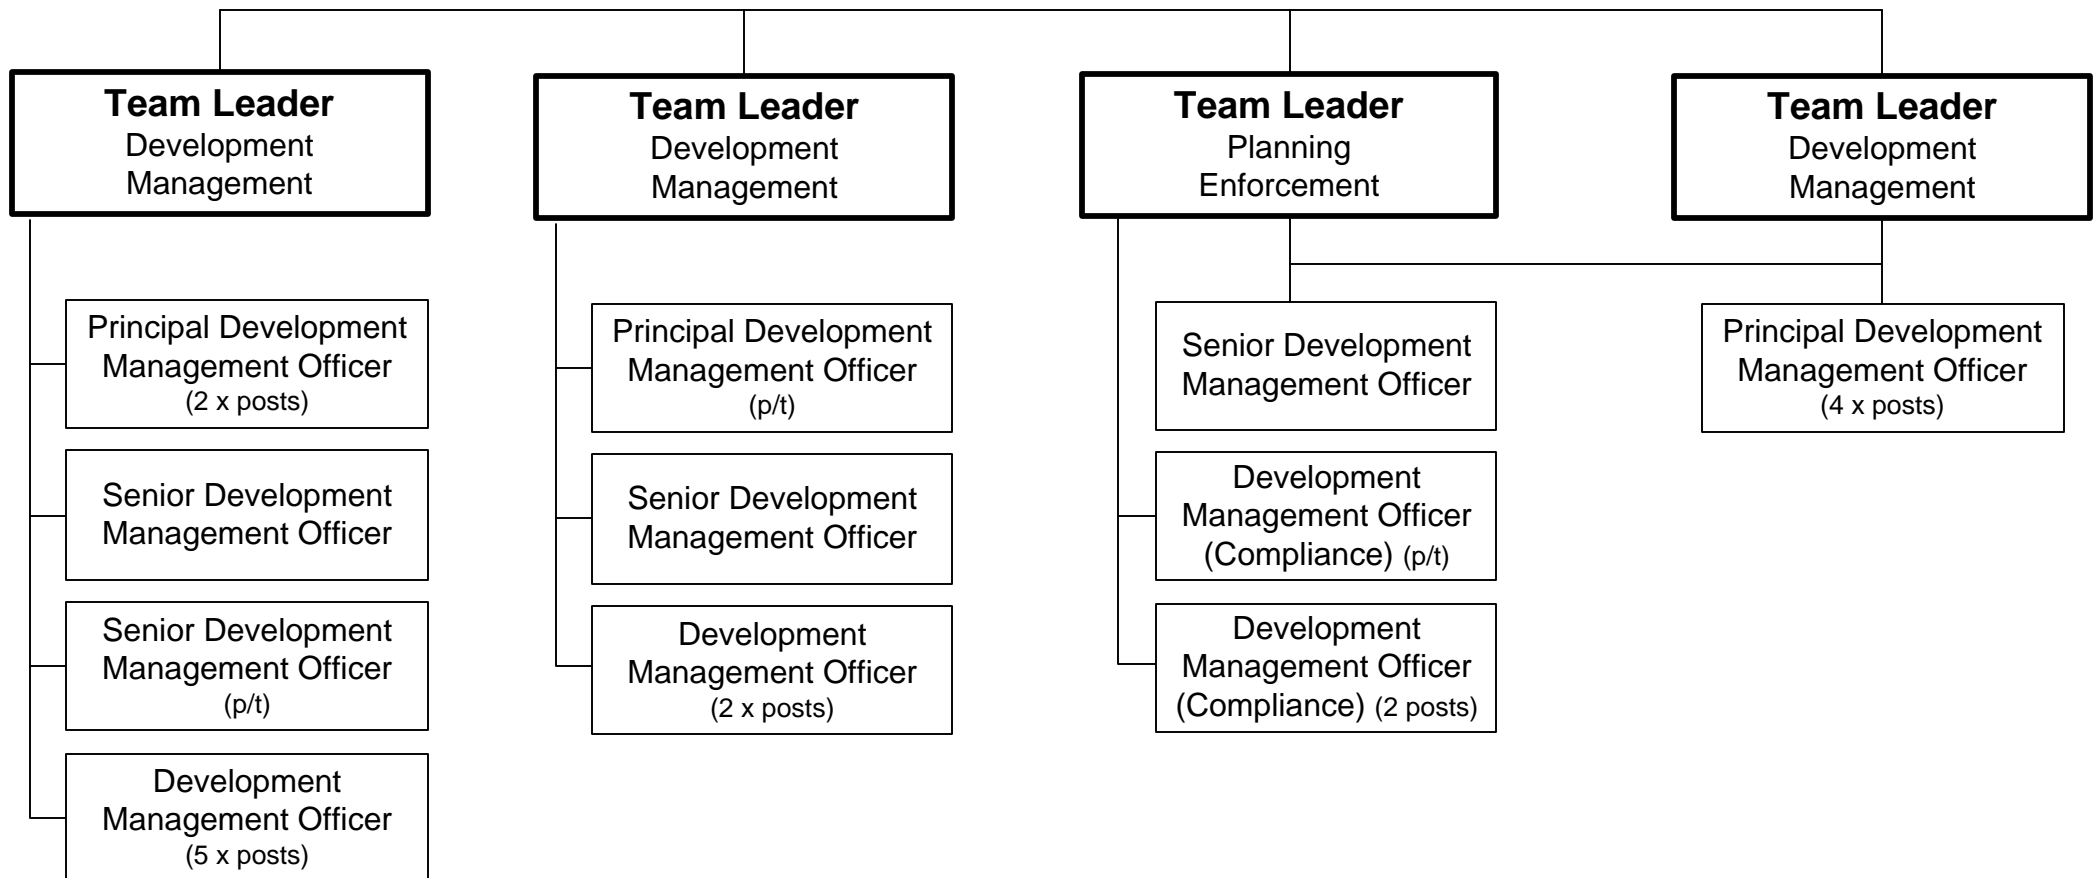 Team Leader
Development
Management
Team Leader
Development
Management
Team Leader
Planning
Enforcement
Team Leader
Development
Management
Principal Development
Management Officer
(2 x posts)
Senior Development
Management Officer
Senior Development
Management Officer
(p/t)
Development
Management Officer
(5 x posts)
Principal Development
Management Officer
(p/t)
Senior Development
Management Officer
Development
Management Officer
(2 x posts)
Senior Development
Management Officer
Development
Management Officer
(Compliance) (p/t)
Development
Management Officer
(Compliance) (2 posts)
Principal Development
Management Officer
(4 x posts)